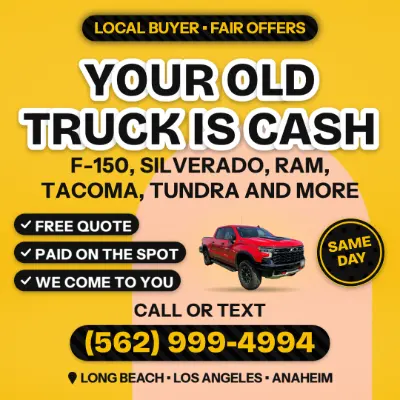 LOCAL BUYER • FAIR OFFERS
YOUR OLD
TRUCK IS CASH
F-150, SILVERADO, RAM,
TACOMA, TUNDRA AND MORE
FREE QUOTE
PAID ON THE SPOT
WE COME TO YOU
SAME
DAY
CALL OR TEXT
(562) 999-4994
LONG BEACH • LOS ANGELES • ANAHEIM